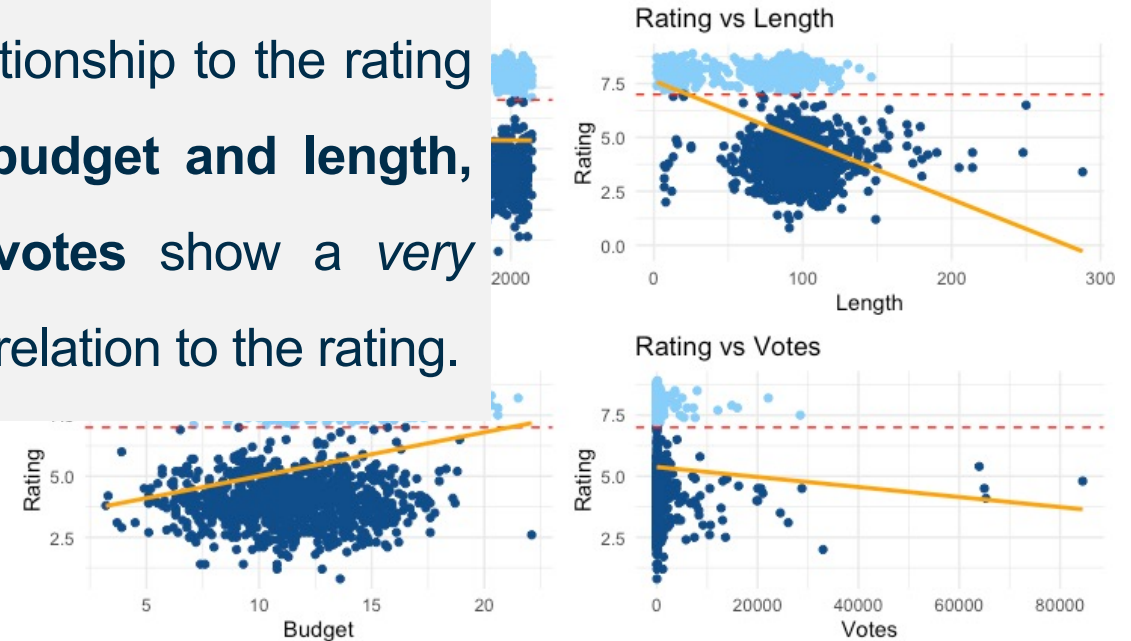 tionship to the rating
budget and length,
votes show a very
relation to the rating.
2000
Rating vs Length
Rating
7.5
5.0
2.5
0.0
0 100 200 300
Length
Rating
5.0
2.5
5 10 15 20
Budget
Rating vs Votes
Rating
7.5
5.0
2.5
0 20000 40000 60000 80000
Votes